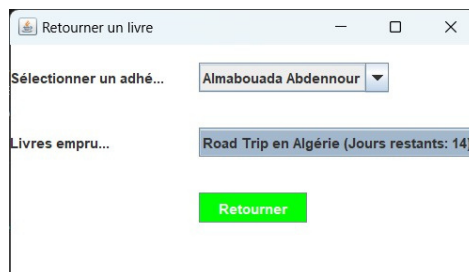 Retourner un livre
Sélectionner un adhé... Almabouada Abdennour
Livres empru... Road Trip en Algérie (Jours restants: 14)
Retourner